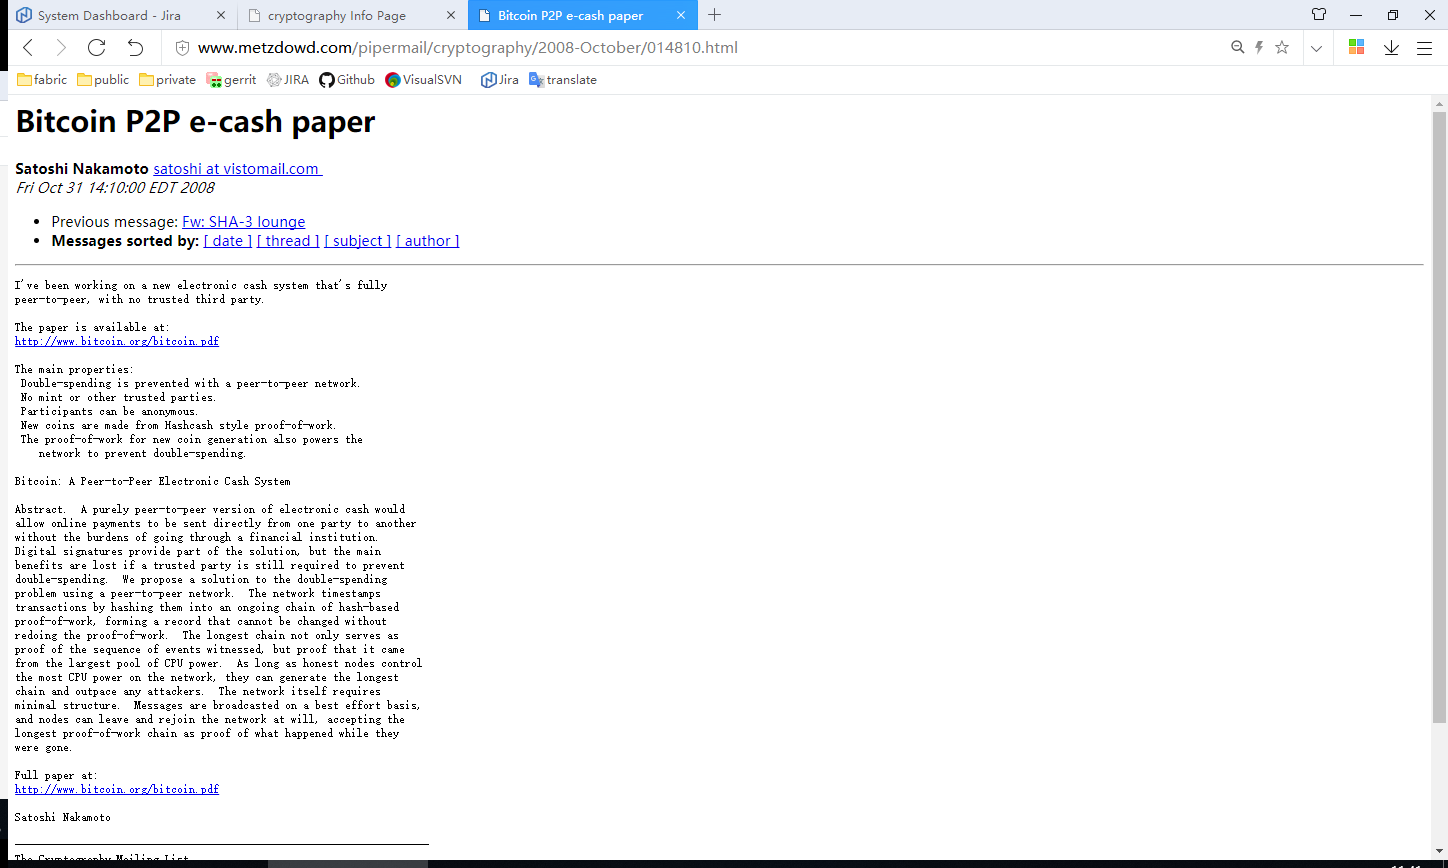 System Dashboard - Jira
cryptography Info Page
Bitcoin P2P e-cash paper
www.metzdowd.com/pipermail/cryptography/2008-October/014810.html
fabric public private gerrit JIRA Github VisualSVN Jira translate
Bitcoin P2P e-cash paper
Satoshi Nakamoto satoshi at vistomail.com
Fri Oct 31 14:10:00 EDT 2008
• Previous message: Fw: SHA-3 lounge
• Messages sorted by: [ date ] [ thread ] [ subject ] [ author ]
I've been working on a new electronic cash system that's fully
peer-to-peer, with no trusted third party.
The paper is available at:
http://www.bitcoin.org/bitcoin.pdf
The main properties:
Double-spending is prevented with a peer-to-peer network.
No mint or other trusted parties.
Participants can be anonymous.
New coins are made from Hashcash style proof-of-work.
The proof-of-work for new coin generation also powers the
network to prevent double-spending.
Bitcoin: A Peer-to-Peer Electronic Cash System
Abstract.  A purely peer-to-peer version of electronic cash would
allow online payments to be sent directly from one party to another
without the burdens of going through a financial institution.
Digital signatures provide part of the solution, but the main
benefits are lost if a trusted party is still required to prevent
double-spending.  We propose a solution to the double-spending
problem using a peer-to-peer network.  The network timestamps
transactions by hashing them into an ongoing chain of hash-based
proof-of-work, forming a record that cannot be changed without
redoing the proof-of-work.  The longest chain not only serves as
proof of the sequence of events witnessed, but proof that it came
from the largest pool of CPU power.  As long as honest nodes control
the most CPU power on the network, they can generate the longest
chain and outpace any attackers.  The network itself requires
minimal structure.  Messages are broadcasted on a best effort basis,
and nodes can leave and rejoin the network at will, accepting the
longest proof-of-work chain as proof of what happened while they
were gone.
Full paper at:
http://www.bitcoin.org/bitcoin.pdf
Satoshi Nakamoto
The Cryptography Mailing List